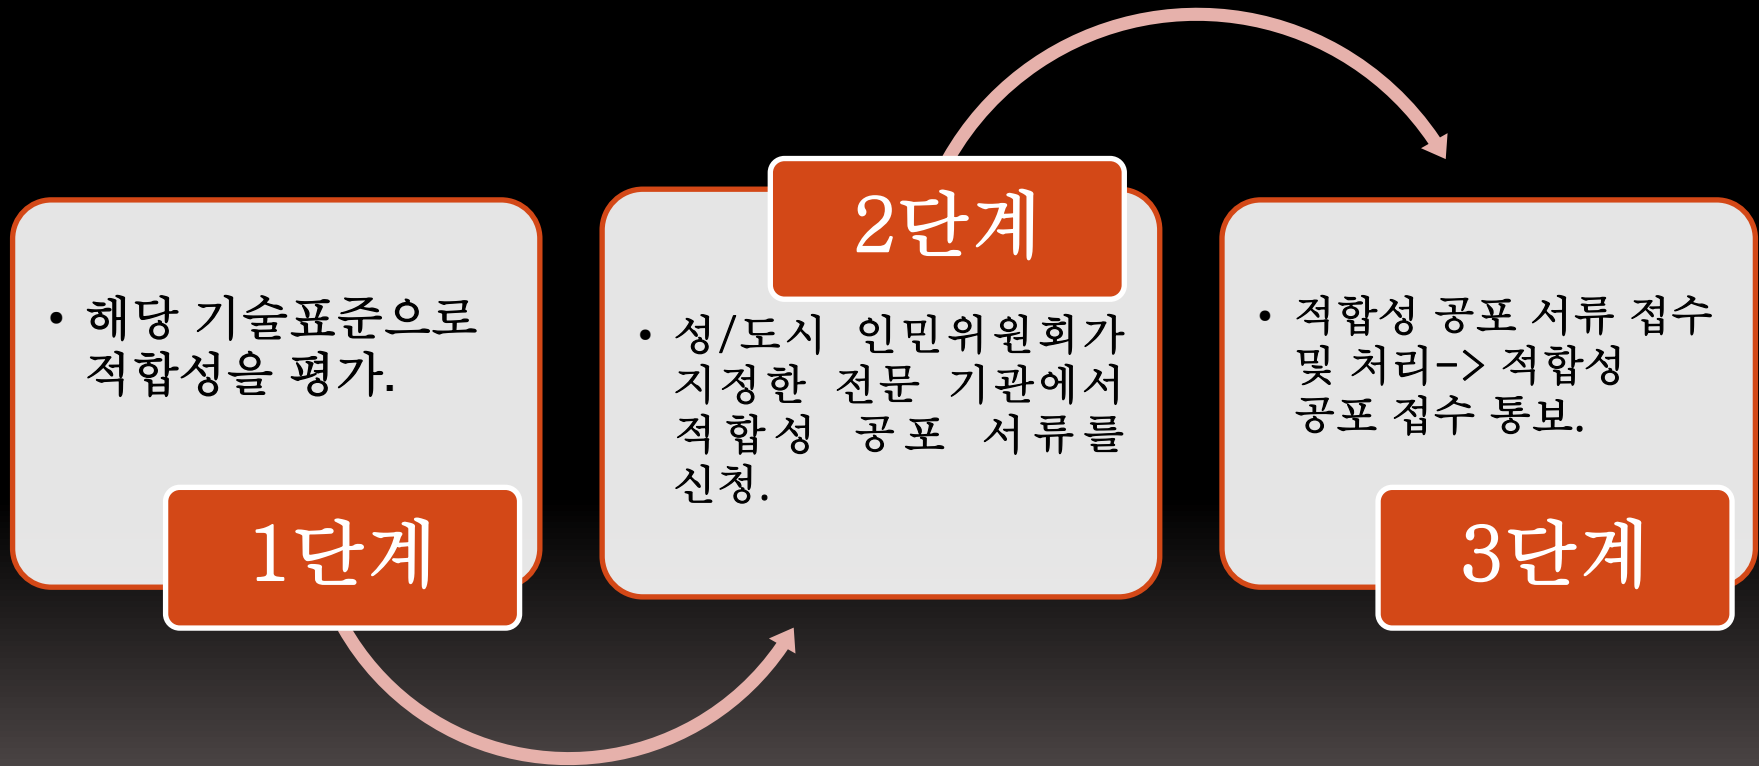 • 해당 기술표준으로
적합성을 평가.
1단계
2단계
• 성/도시 인민위원회가
지정한 전문 기관에서
적합성 공포 서류를
신청.
• 적합성 공포 서류 접수
및 처리-> 적합성
공포 접수 통보.
3단계